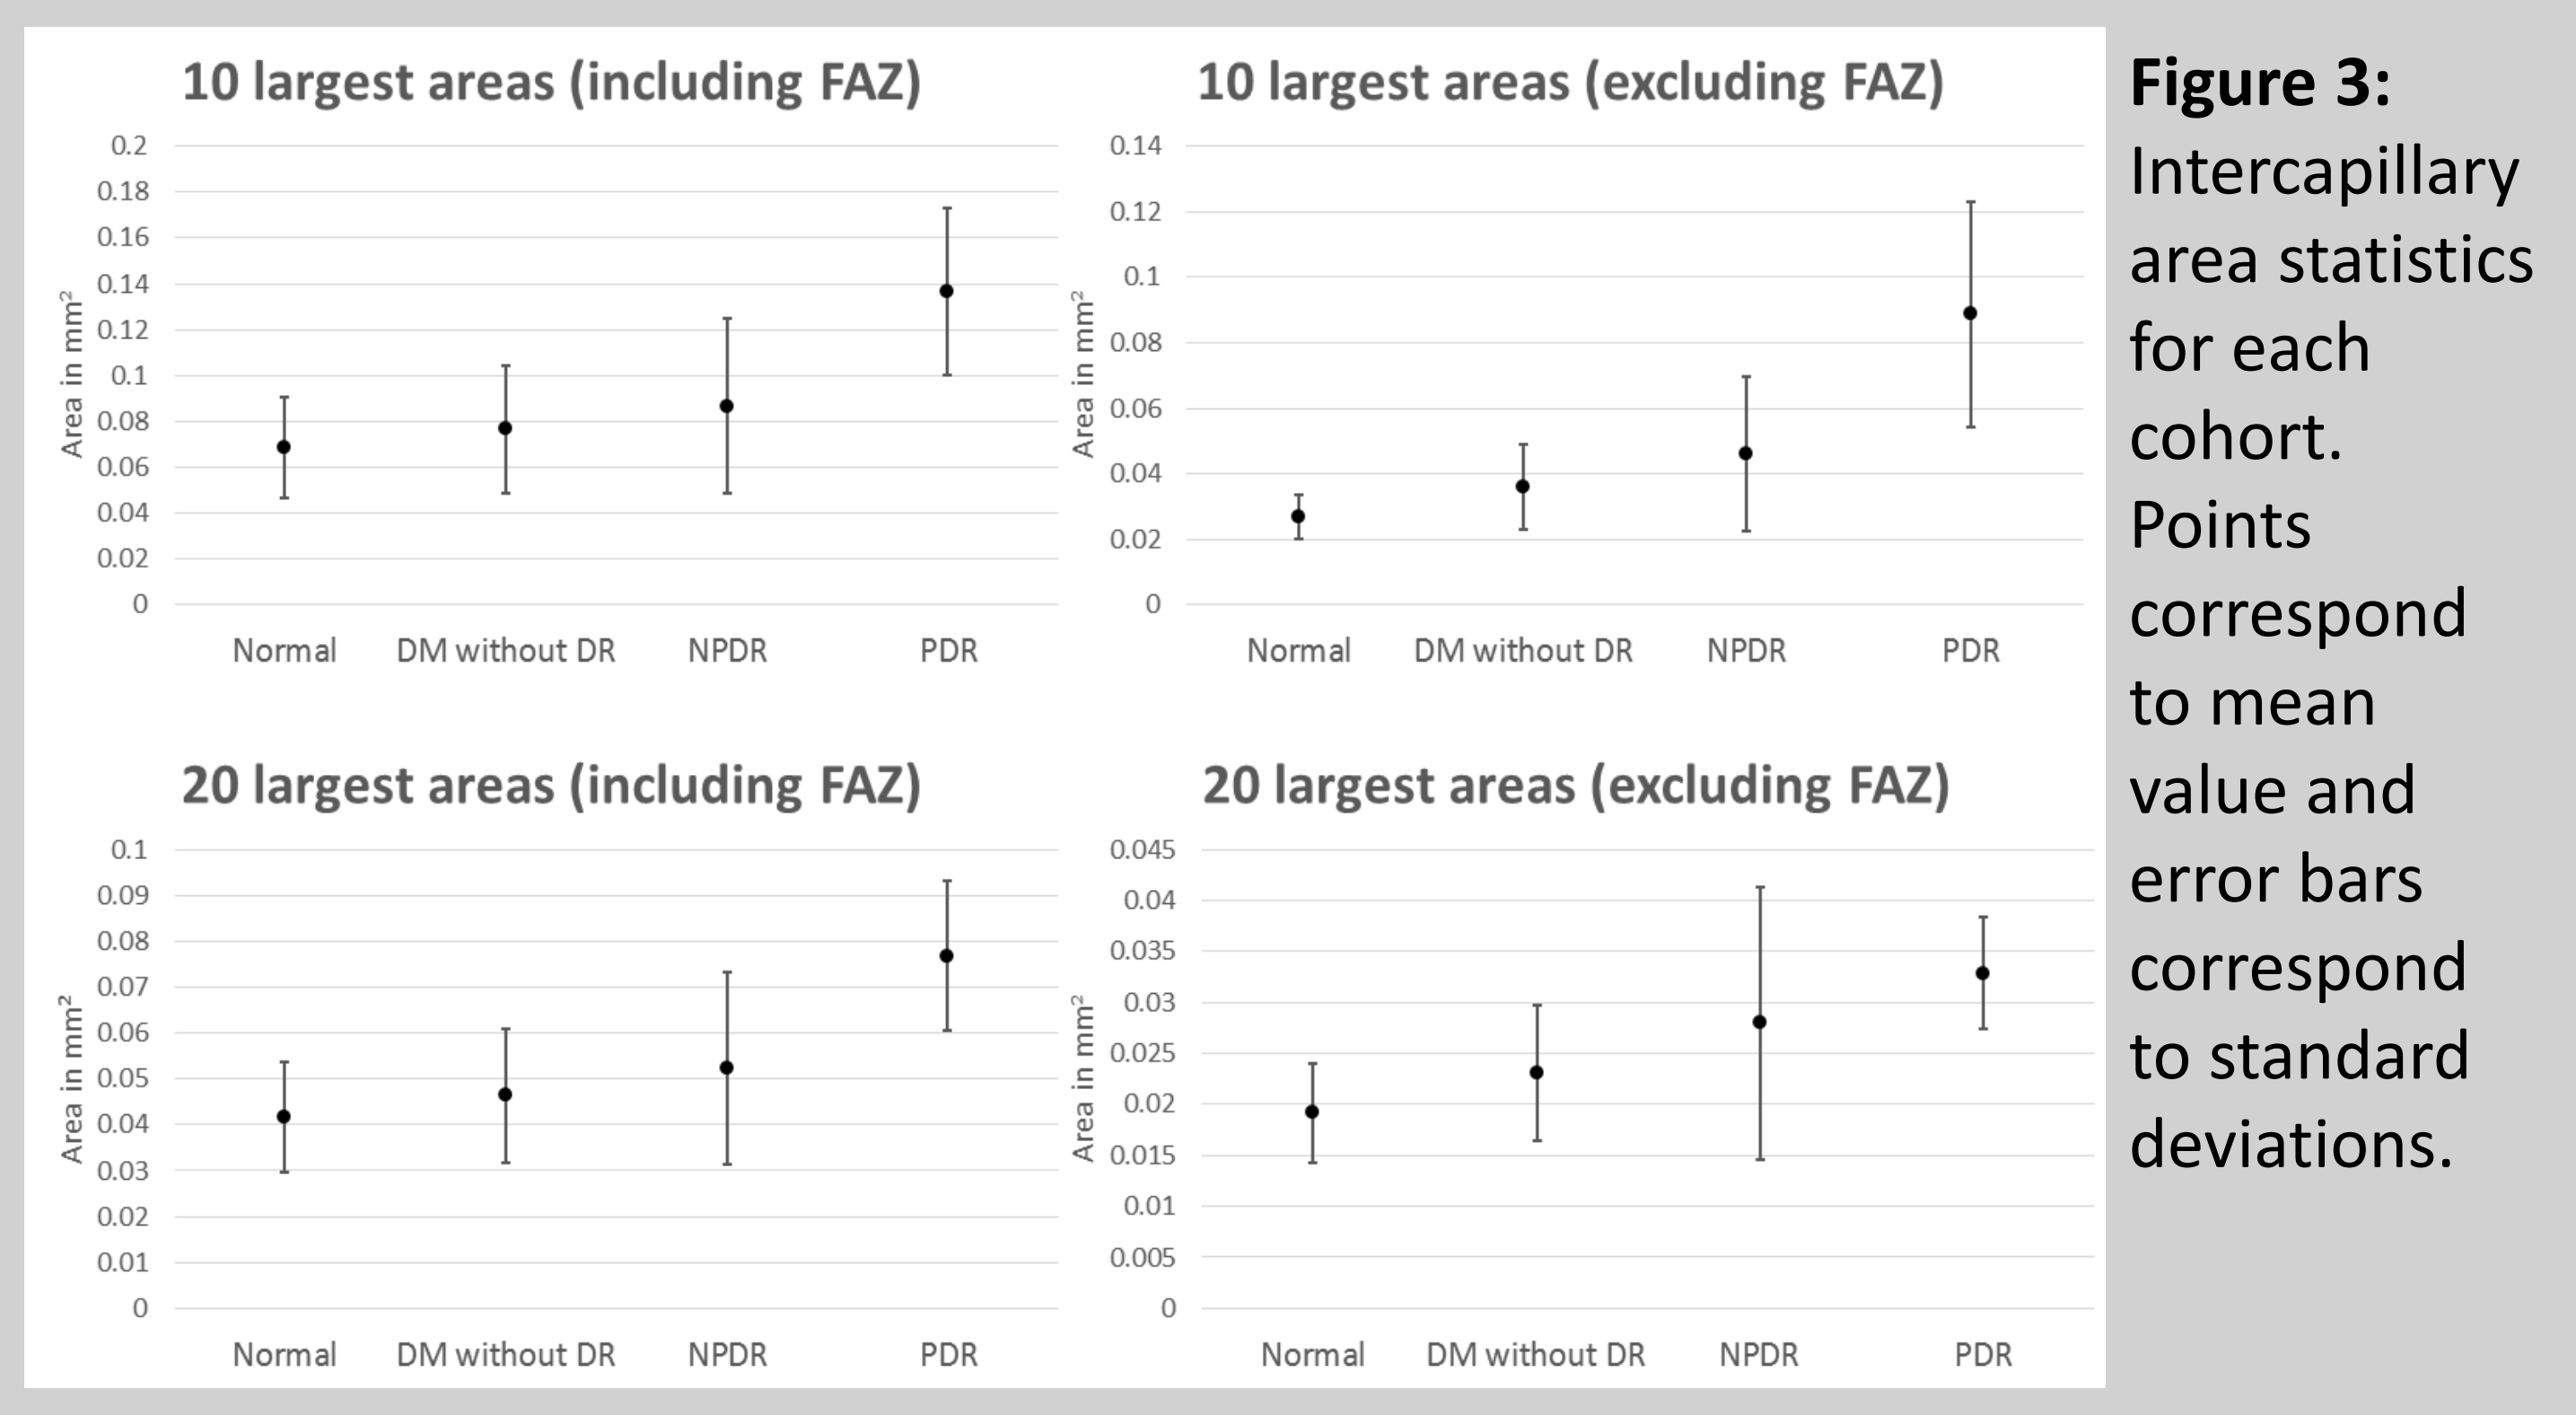 10 largest areas (including FAZ)
Area in mm²
0.2
0.18
0.16
0.14
0.12
0.1
0.08
0.06
0.04
0.02
0
Normal DM without DR NPDR PDR
10 largest areas (excluding FAZ)
Area in mm²
0.14
0.12
0.1
0.08
0.06
0.04
0.02
0
Normal DM without DR NPDR PDR
20 largest areas (including FAZ)
Area in mm²
0.1
0.09
0.08
0.07
0.06
0.05
0.04
0.03
0.02
0.01
0
Normal DM without DR NPDR PDR
20 largest areas (excluding FAZ)
Area in mm²
0.045
0.04
0.035
0.03
0.025
0.02
0.015
0.01
0.005
0
Normal DM without DR NPDR PDR
Figure 3:
Intercapillary
area statistics
for each
cohort.
Points
correspond
to mean
value and
error bars
correspond
to standard
deviations.